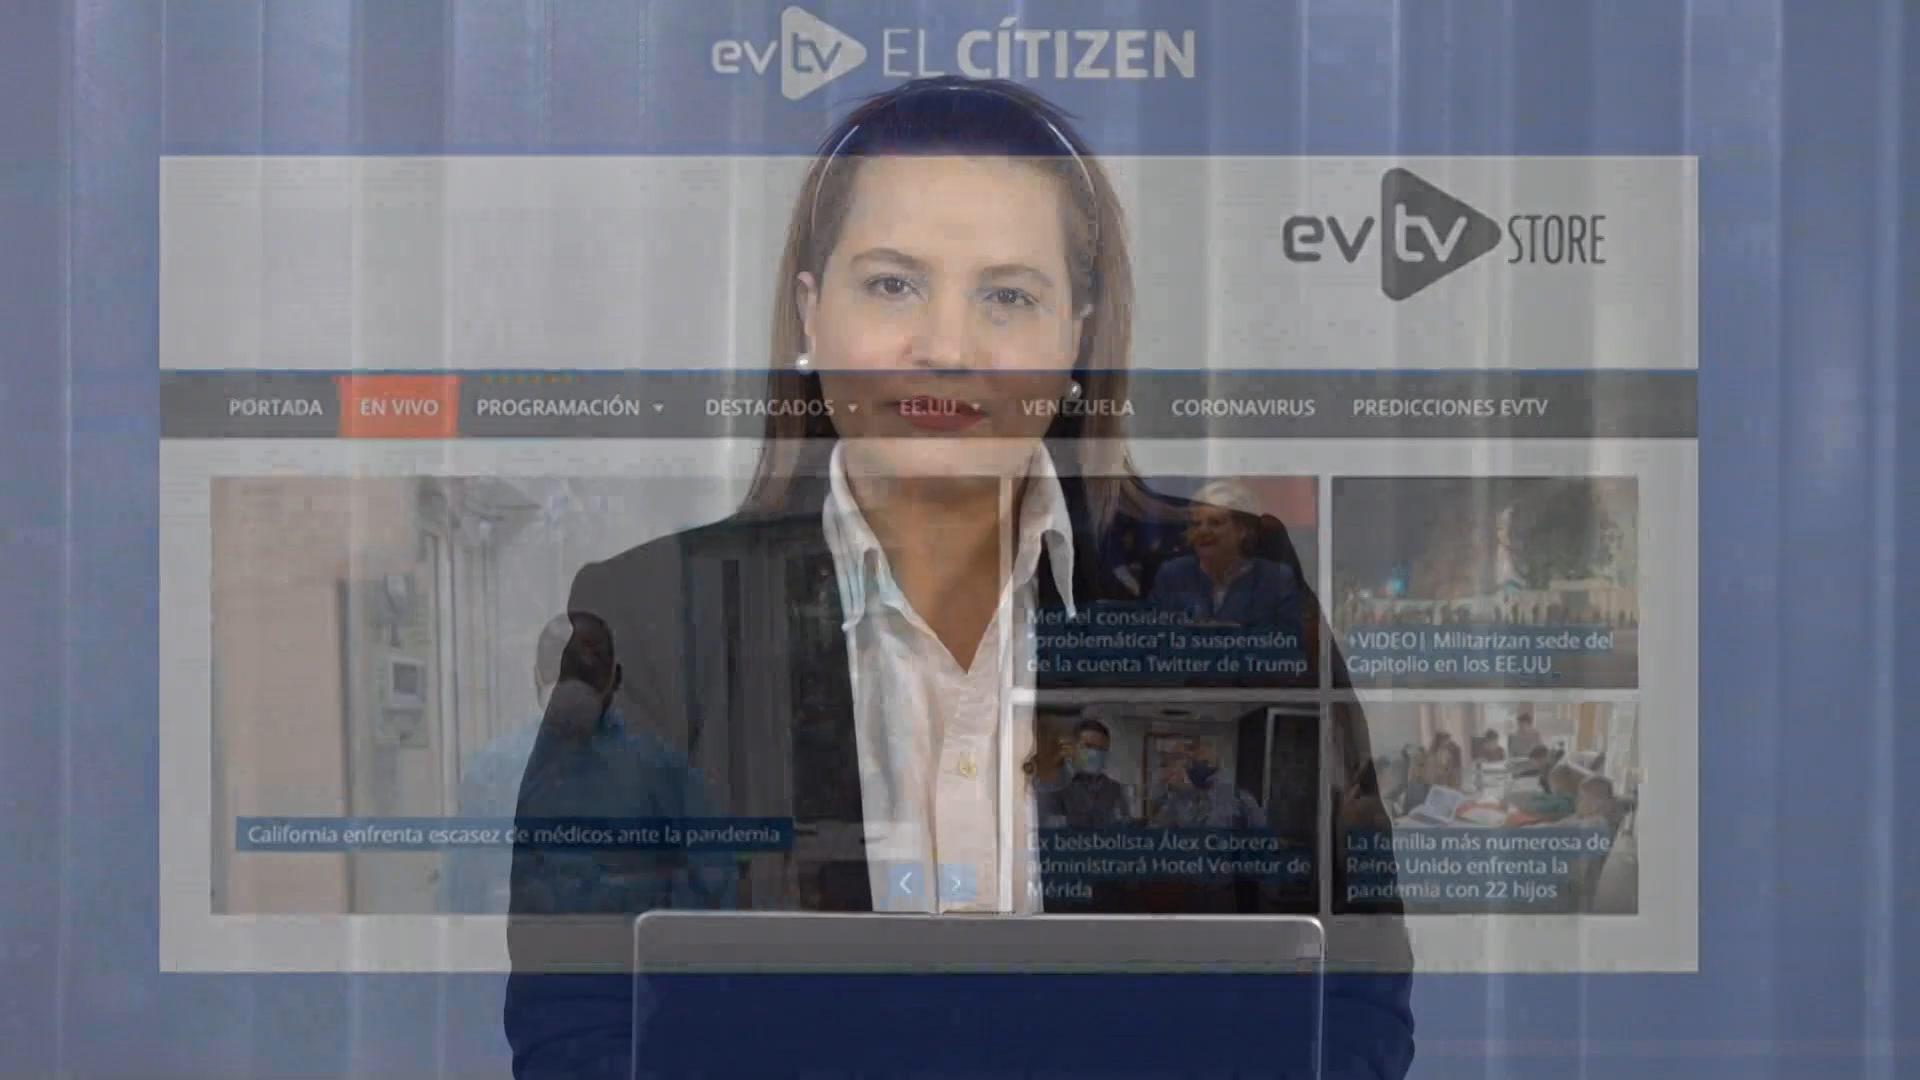 evtv EL CÍTIZEN
evtv STORE
PORTADA EN VIVO PROGRAMACIÓN DESTACADOS EE.UU VENEZUELA CORONAVIRUS PREDICCIONES EVTV
California enfrenta escasez de médicos ante la pandemia
Merkel considera
"problemática" la suspensión
de la cuenta Twitter de Trump
+VIDEO| Militarizan sede del
Capitolio en los EE.UU
Ex beisbolista Álex Cabrera
administrará Hotel Venetur de
Mérida
La familia más numerosa de
Reino Unido enfrenta la
pandemia con 22 hijos